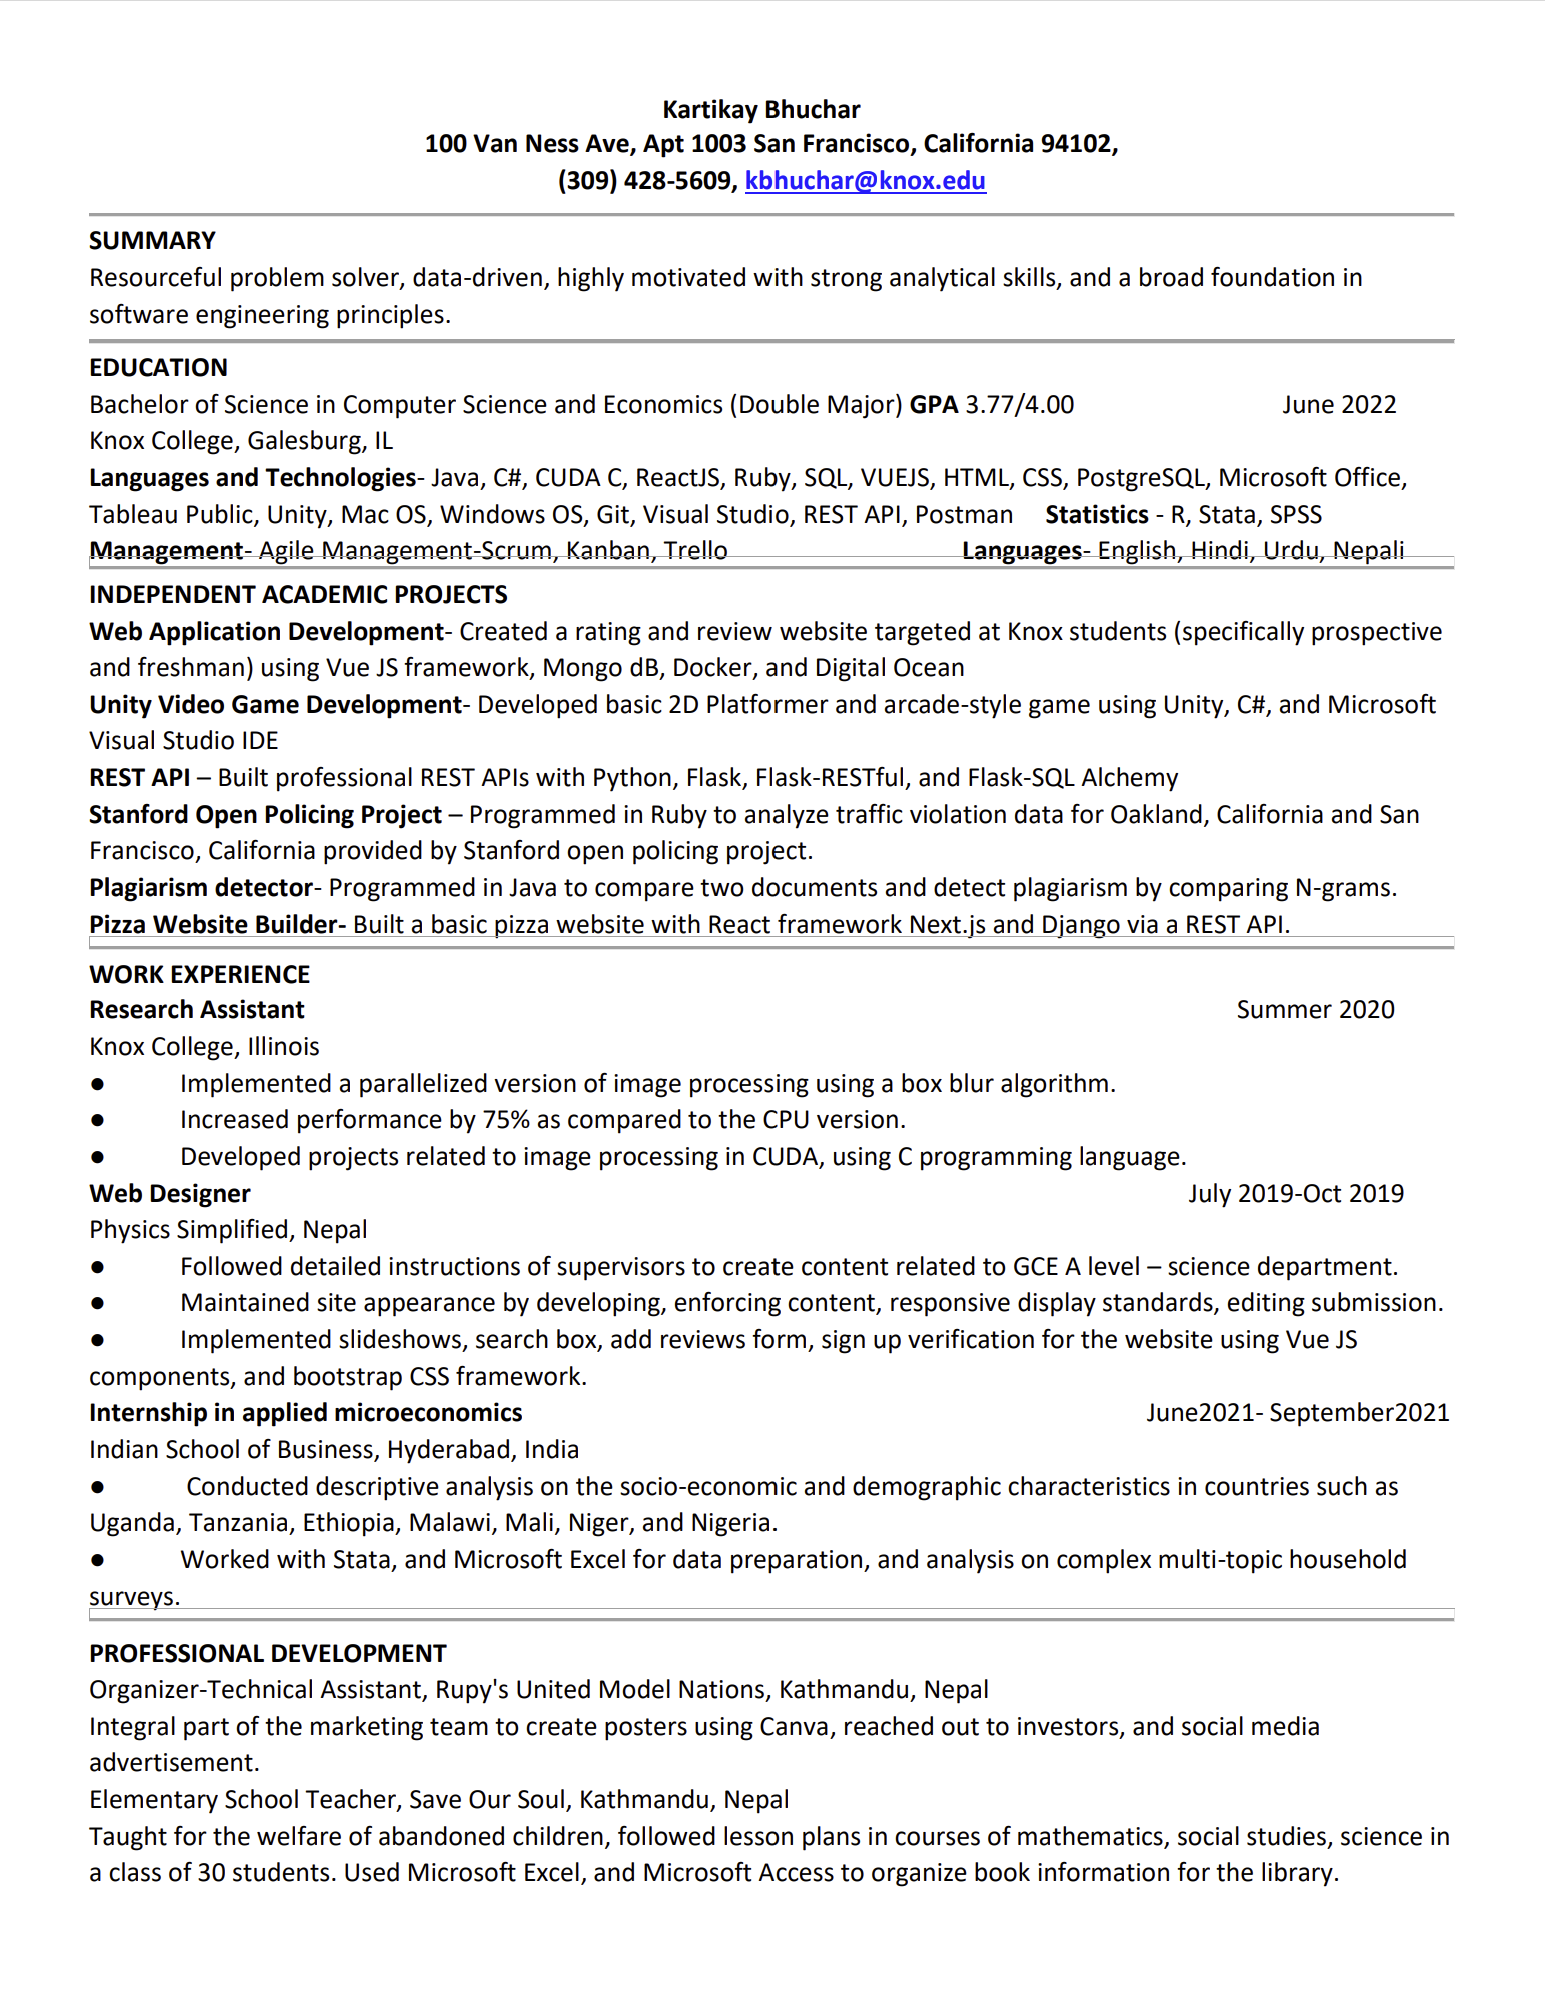 Kartikay Bhuchar
100 Van Ness Ave, Apt 1003 San Francisco, California 94102,
(309) 428-5609, kbhuchar@knox.edu
SUMMARY
Resourceful problem solver, data-driven, highly motivated with strong analytical skills, and a broad foundation in
software engineering principles.
EDUCATION
Bachelor of Science in Computer Science and Economics (Double Major) GPA 3.77/4.00 June 2022
Knox College, Galesburg, IL
Languages and Technologies- Java, C#, CUDA C, ReactJS, Ruby, SQL, VUEJS, HTML, CSS, PostgreSQL, Microsoft Office,
Tableau Public, Unity, Mac OS, Windows OS, Git, Visual Studio, REST API, Postman Statistics - R, Stata, SPSS
Management- Agile Management-Scrum, Kanban, Trello Languages- English, Hindi, Urdu, Nepali
INDEPENDENT ACADEMIC PROJECTS
Web Application Development- Created a rating and review website targeted at Knox students (specifically prospective
and freshman) using Vue JS framework, Mongo dB, Docker, and Digital Ocean
Unity Video Game Development- Developed basic 2D Platformer and arcade-style game using Unity, C#, and Microsoft
Visual Studio IDE
REST API – Built professional REST APIs with Python, Flask, Flask-RESTful, and Flask-SQL Alchemy
Stanford Open Policing Project – Programmed in Ruby to analyze traffic violation data for Oakland, California and San
Francisco, California provided by Stanford open policing project.
Plagiarism detector- Programmed in Java to compare two documents and detect plagiarism by comparing N-grams.
Pizza Website Builder- Built a basic pizza website with React framework Next.js and Django via a REST API.
WORK EXPERIENCE
Research Assistant Summer 2020
Knox College, Illinois
● Implemented a parallelized version of image processing using a box blur algorithm.
● Increased performance by 75% as compared to the CPU version.
● Developed projects related to image processing in CUDA, using C programming language.
Web Designer July 2019-Oct 2019
Physics Simplified, Nepal
● Followed detailed instructions of supervisors to create content related to GCE A level – science department.
● Maintained site appearance by developing, enforcing content, responsive display standards, editing submission.
● Implemented slideshows, search box, add reviews form, sign up verification for the website using Vue JS
components, and bootstrap CSS framework.
Internship in applied microeconomics June2021- September2021
Indian School of Business, Hyderabad, India
● Conducted descriptive analysis on the socio-economic and demographic characteristics in countries such as
Uganda, Tanzania, Ethiopia, Malawi, Mali, Niger, and Nigeria.
● Worked with Stata, and Microsoft Excel for data preparation, and analysis on complex multi-topic household
surveys.
PROFESSIONAL DEVELOPMENT
Organizer-Technical Assistant, Rupy's United Model Nations, Kathmandu, Nepal
Integral part of the marketing team to create posters using Canva, reached out to investors, and social media
advertisement.
Elementary School Teacher, Save Our Soul, Kathmandu, Nepal
Taught for the welfare of abandoned children, followed lesson plans in courses of mathematics, social studies, science in
a class of 30 students. Used Microsoft Excel, and Microsoft Access to organize book information for the library.